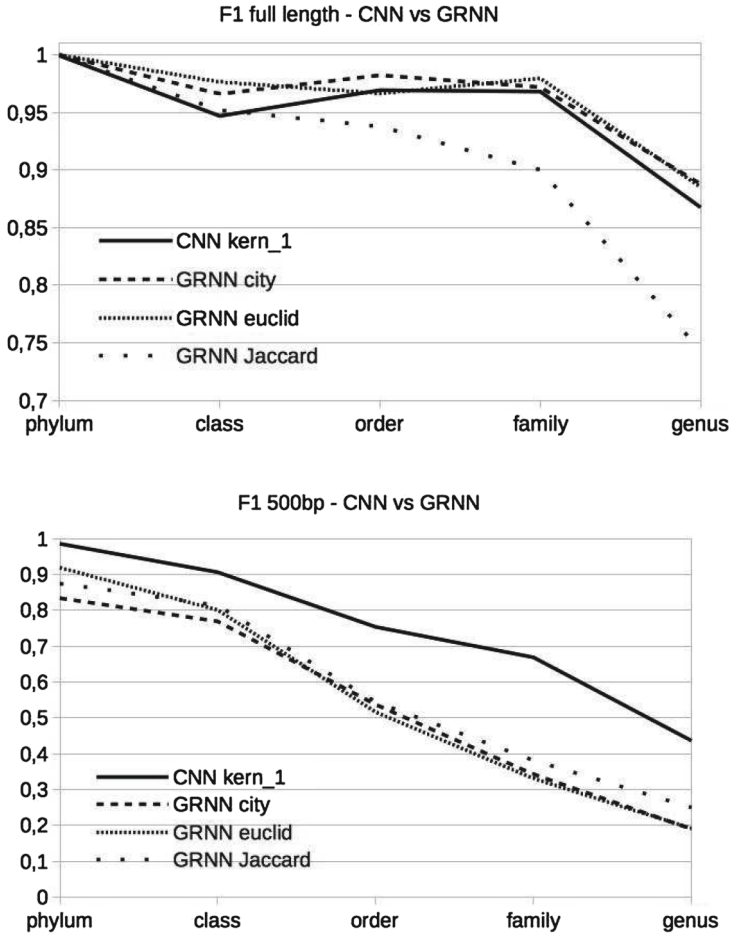 F1 full length - CNN vs GRNN
1
0,95
0,9
0,85
0,8
0,75
0,7
CNN kern_1
GRNN city
GRNN euclid
GRNN Jaccard
phylum class order family genus
F1 500bp - CNN vs GRNN
1
0,9
0,8
0,7
0,6
0,5
0,4
0,3
0,2
0,1
0
CNN kern_1
GRNN city
GRNN euclid
GRNN Jaccard
phylum class order family genus